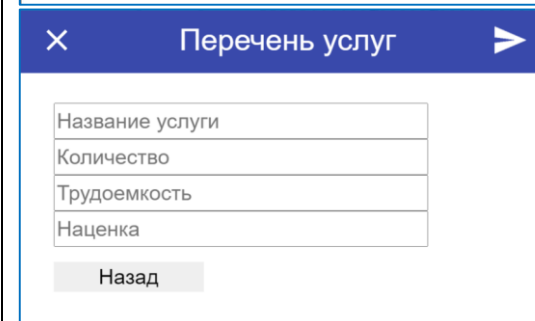 Перечень услуг
Название услуги
Количество
Трудоемкость
Наценка
Назад